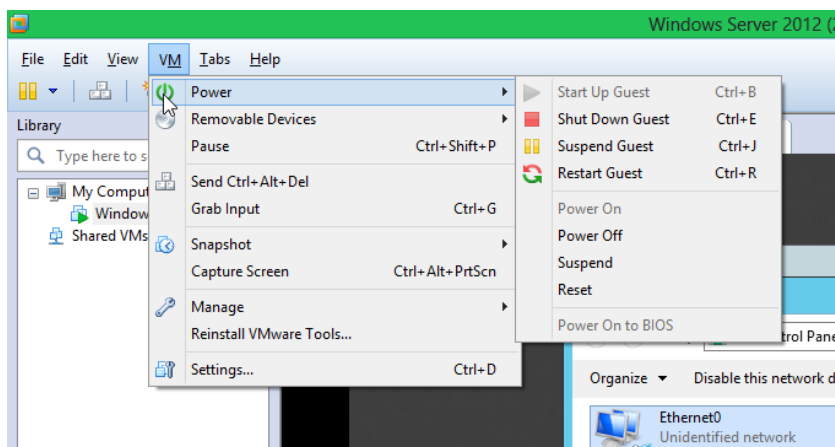 Windows Server 2012 (
File Edit View VM Tabs Help
Library
Type here to s
My Comput
Window
Shared VMs
Power
Removable Devices
Pause Ctrl+Shift+P
Send Ctrl+Alt+Del
Grab Input Ctrl+G
Snapshot
Capture Screen Ctrl+Alt+PrtScn
Manage
Reinstall VMware Tools...
Settings... Ctrl+D
Start Up Guest Ctrl+B
Shut Down Guest Ctrl+E
Suspend Guest Ctrl+J
Restart Guest Ctrl+R
Power On
Power Off
Suspend
Reset
Power On to BIOS
trol Pane
Organize Disable this network d
Ethernet0
Unidentified network